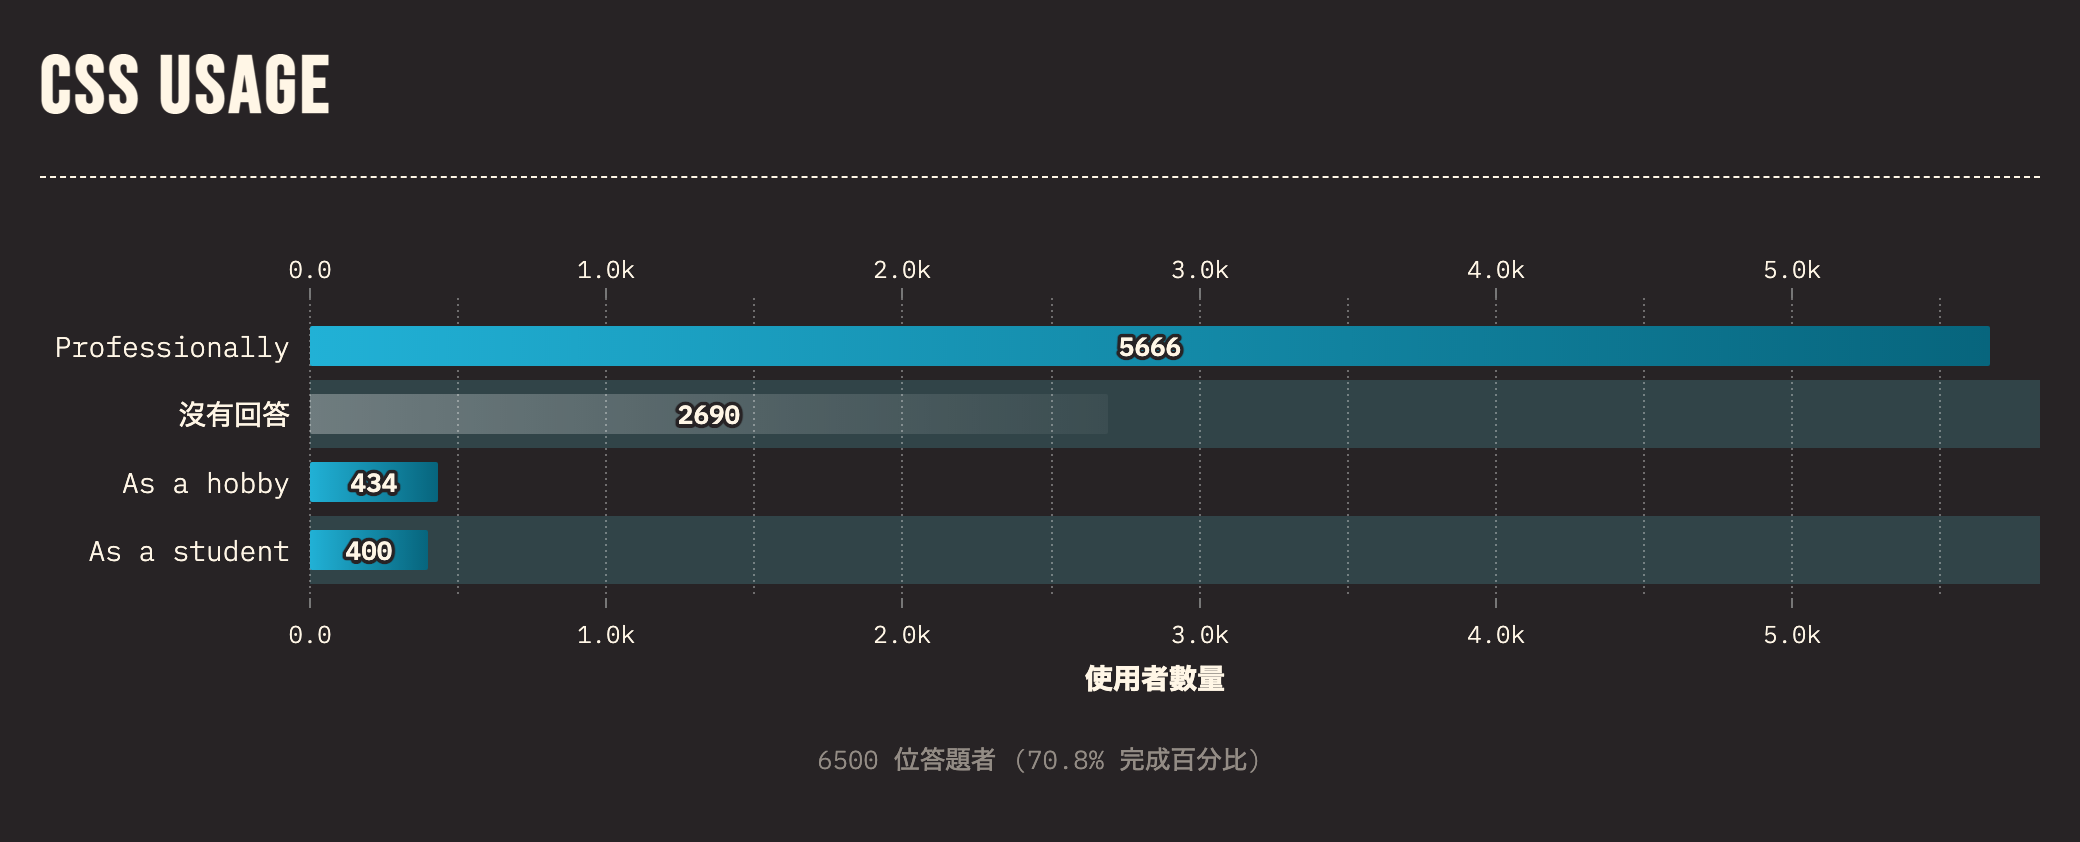 CSS USAGE
0.0 1.0k 2.0k 3.0k 4.0k 5.0k
Professionally 5666
沒有回答 2690
As a hobby 434
As a student 400
0.0 1.0k 2.0k 3.0k 4.0k 5.0k
使用者數量
6500 位答題者 (70.8% 完成百分比)